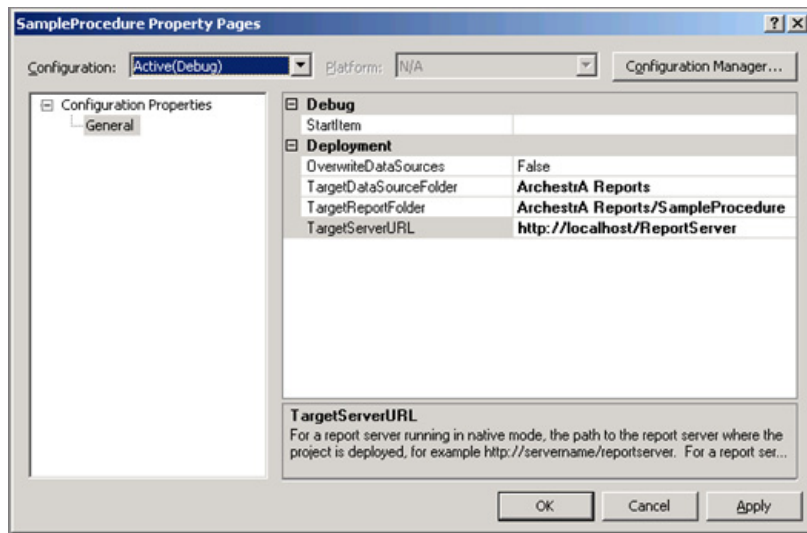 SampleProcedure Property Pages
Configuration: Active(Debug) Platform: N/A Configuration Manager...
Configuration Properties
General
Debug
StartItem
Deployment
OverwriteDataSources False
TargetDataSourceFolder ArchestrA Reports
TargetReportFolder ArchestrA Reports/SampleProcedure
TargetServerURL http://localhost/ReportServer
TargetServerURL
For a report server running in native mode, the path to the report server where the
project is deployed, for example http://servername/reportserver. For a report ser...
OK Cancel Apply